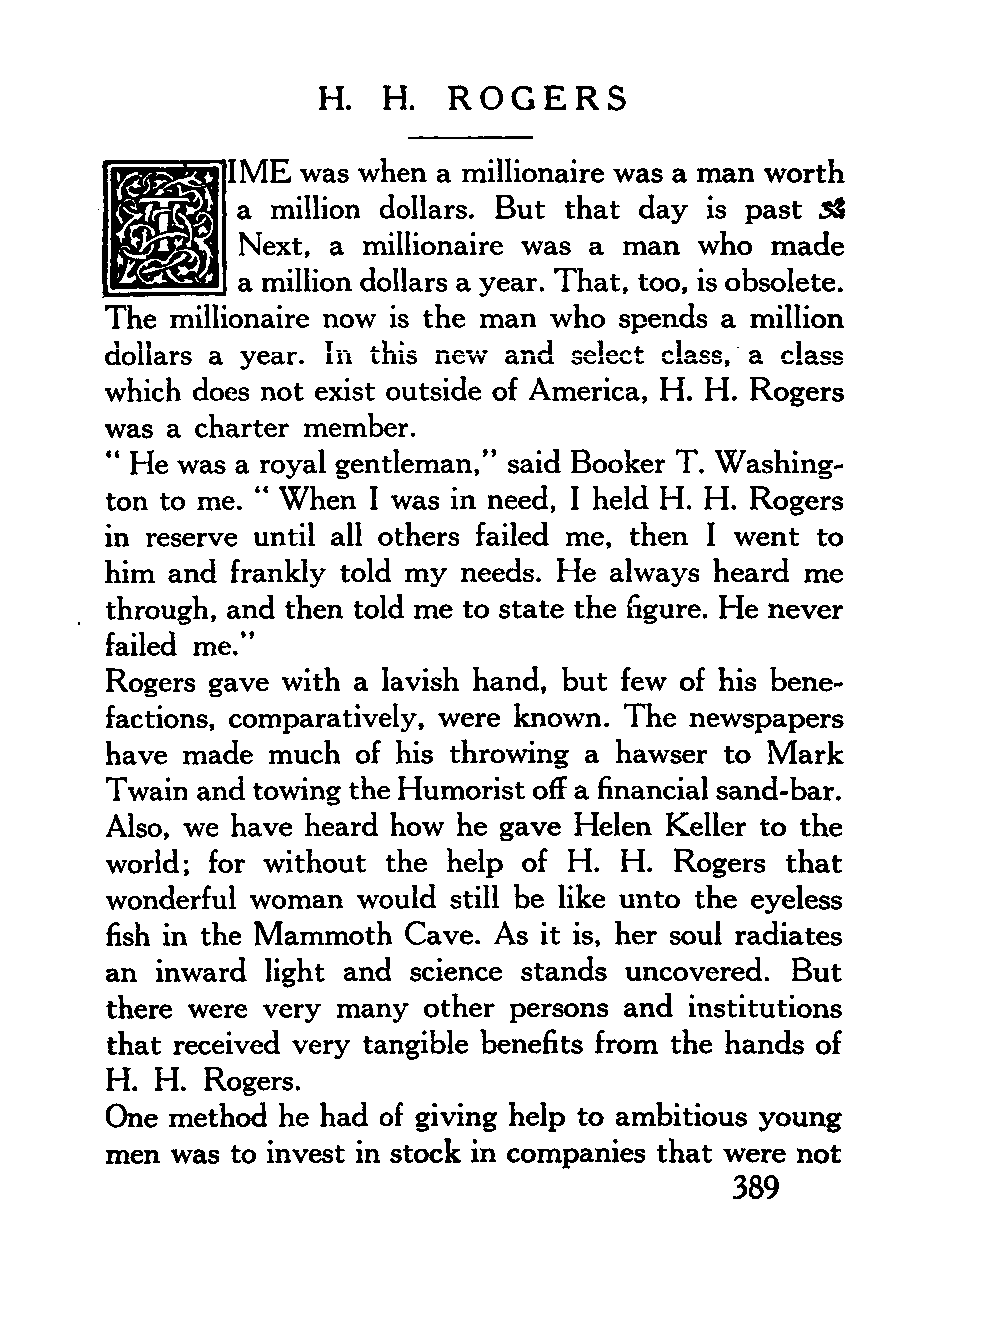 H. H. ROGERS
TIME was when a millionaire was a man worth
a million dollars. But that day is past
Next, a millionaire was a man who made
a million dollars a year. That, too, is obsolete.
The millionaire now is the man who spends a million
dollars a year. In this new and select class, a class
which does not exist outside of America, H. H. Rogers
was a charter member.
“ He was a royal gentleman,” said Booker T. Washing-
ton to me. “ When I was in need, I held H. H. Rogers
in reserve until all others failed me, then I went to
him and frankly told my needs. He always heard me
through, and then told me to state the figure. He never
failed me.”
Rogers gave with a lavish hand, but few of his bene-
factions, comparatively, were known. The newspapers
have made much of his throwing a hawser to Mark
Twain and towing the Humorist off a financial sand-bar.
Also, we have heard how he gave Helen Keller to the
world; for without the help of H. H. Rogers that
wonderful woman would still be like unto the eyeless
fish in the Mammoth Cave. As it is, her soul radiates
an inward light and science stands uncovered. But
there were very many other persons and institutions
that received very tangible benefits from the hands of
H. H. Rogers.
One method he had of giving help to ambitious young
men was to invest in stock in companies that were not
389